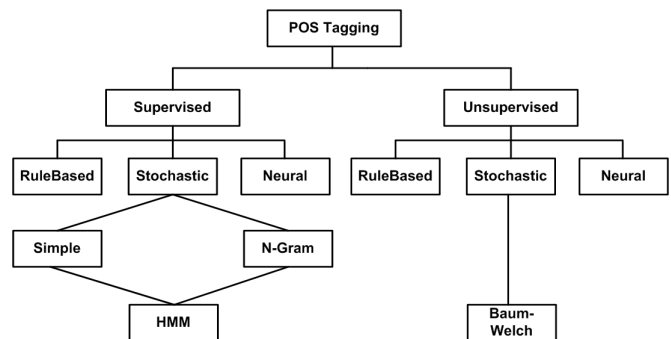 POS Tagging
Supervised
Unsupervised
RuleBased
Stochastic
Neural
RuleBased
Stochastic
Neural
Simple
N-Gram
HMM
Baum-
Welch